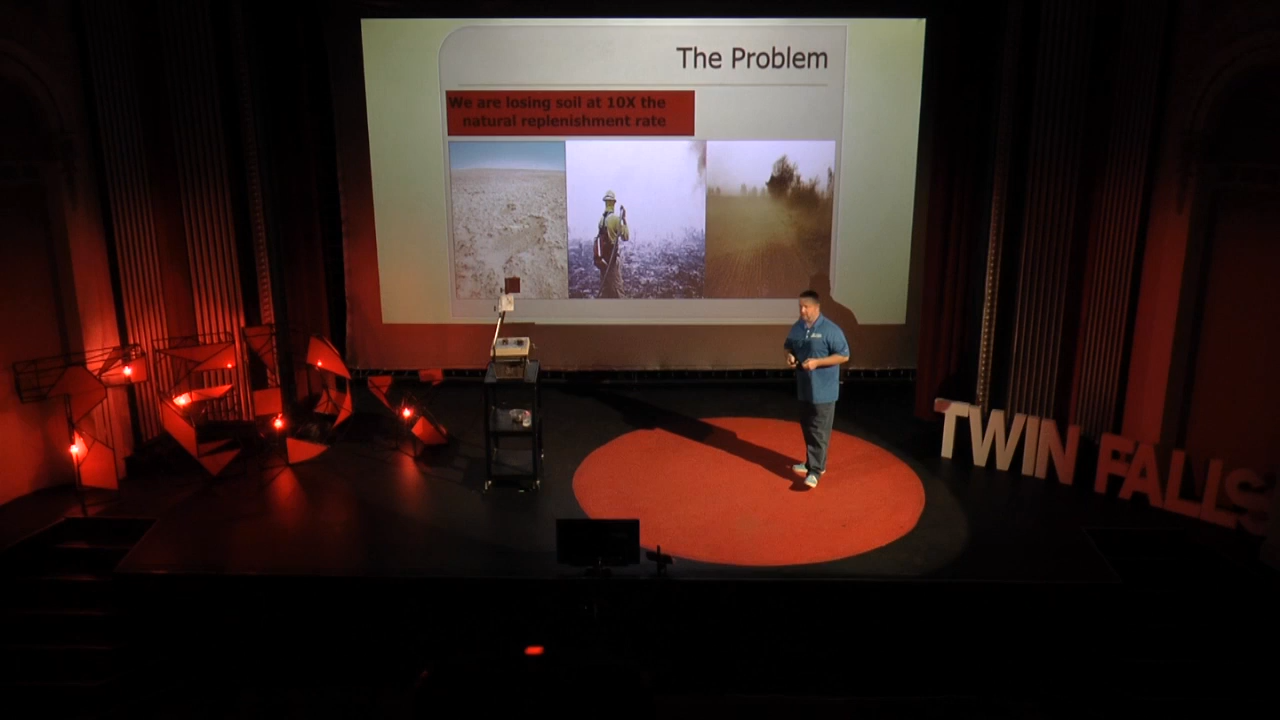 The Problem
We are losing soil at 10X the
natural replenishment rate
TWIN FALLS